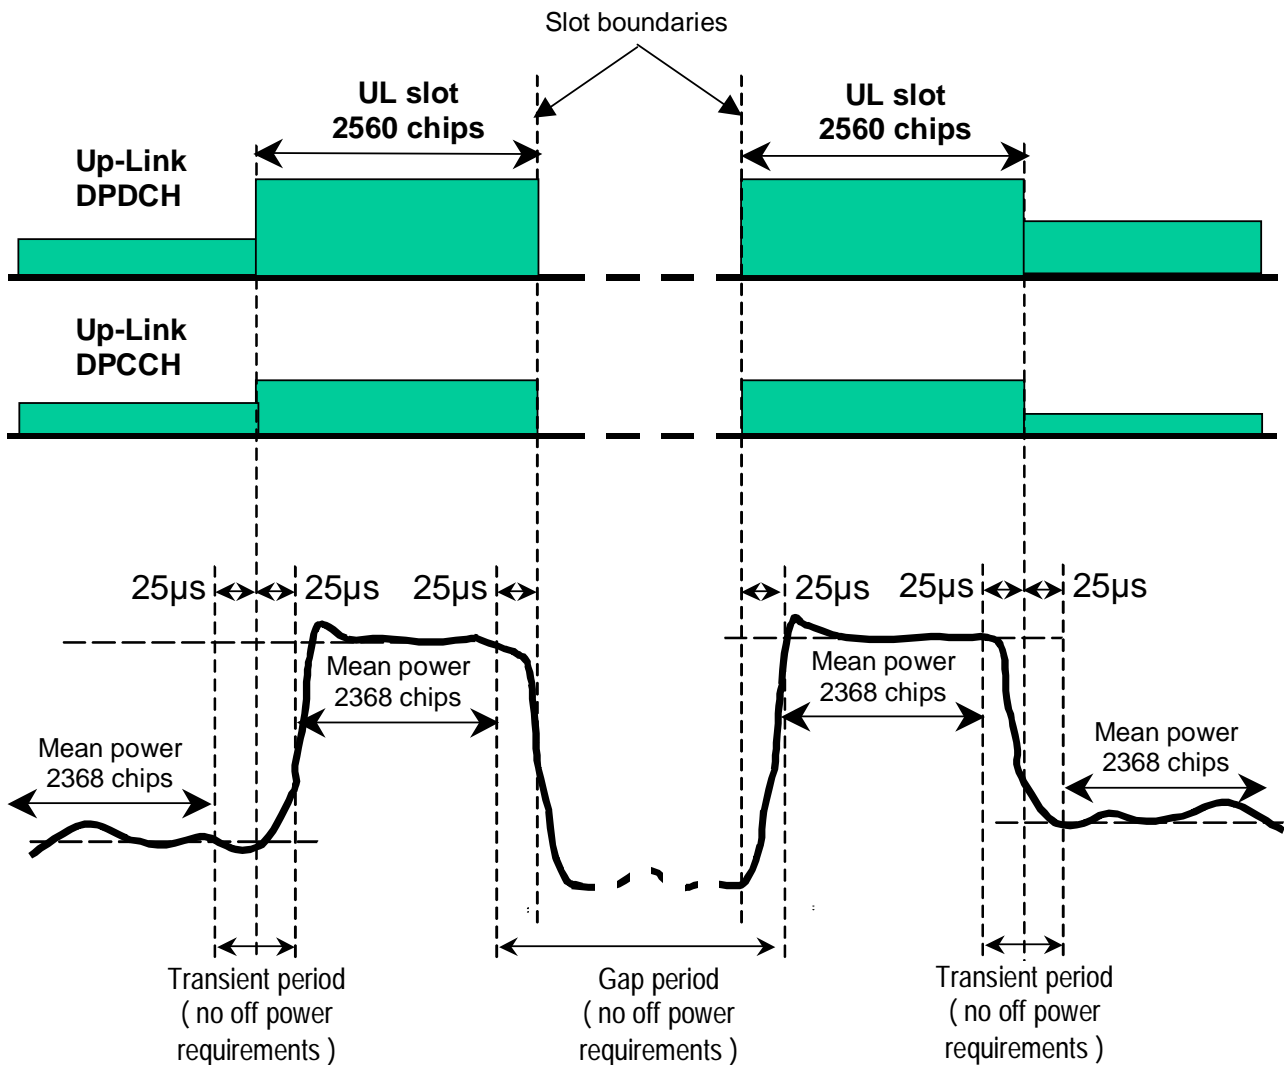 Slot boundaries
UL slot
2560 chips
UL slot
2560 chips
Up-Link
DPDCH
Up-Link
DPCCH
25µs
25µs
25µs
25µs
25µs
25µs
Mean power
2368 chips
Mean power
2368 chips
Mean power
2368 chips
Mean power
2368 chips
Transient period
( no off power
requirements )
Gap period
( no off power
requirements )
Transient period
( no off power
requirements )